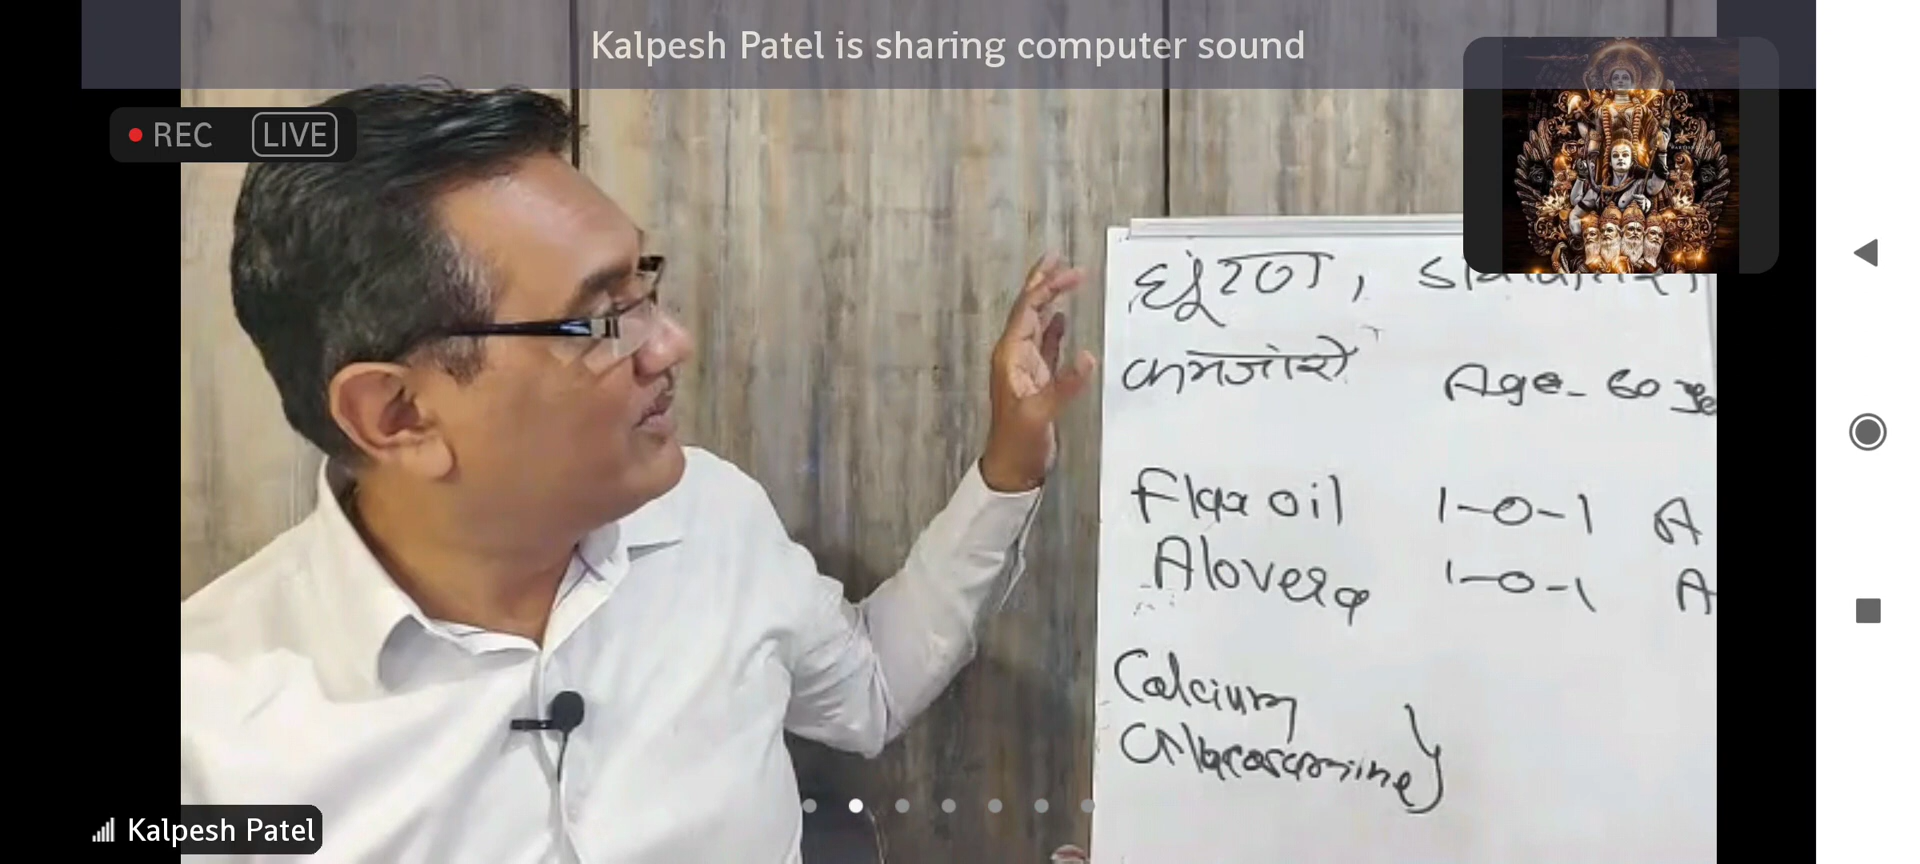 Kalpesh Patel is sharing computer sound
REC LIVE
कमजोरी Age - 60
Flax oil 1-0-1 A
Alovera 1-0-1 A
Calcium
Glucosamine }
Kalpesh Patel